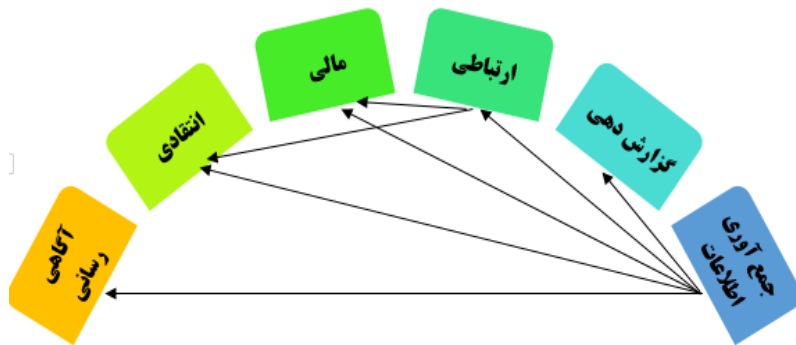 جمع آوری
اطلاعات
گزارش دهی
ارتباطی
مالی
انتقادی
آگاهی
رسانی